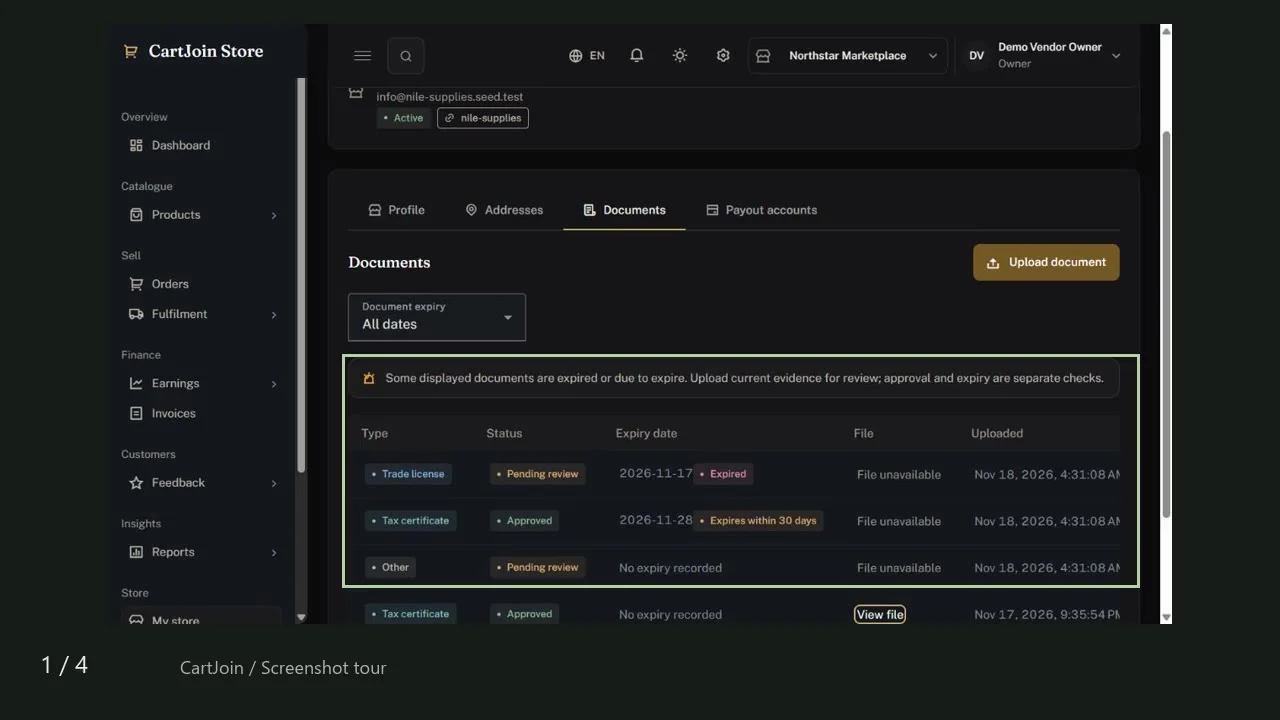 CartJoin Store
EN
Northstar Marketplace
DV
Demo Vendor Owner
Owner
info@nile-supplies.seed.test
• Active
nile-supplies
Overview
Dashboard
Catalogue
Products
Sell
Orders
Fulfilment
Finance
Earnings
Invoices
Customers
Feedback
Insights
Reports
Store
My store
Profile
Addresses
Documents
Payout accounts
Documents
Upload document
Document expiry
All dates
Some displayed documents are expired or due to expire. Upload current evidence for review; approval and expiry are separate checks.
Type Status Expiry date File Uploaded
• Trade license • Pending review 2026-11-17 • Expired File unavailable Nov 18, 2026, 4:31:08 AM
• Tax certificate • Approved 2026-11-28 • Expires within 30 days File unavailable Nov 18, 2026, 4:31:08 AM
• Other • Pending review No expiry recorded File unavailable Nov 18, 2026, 4:31:08 AM
• Tax certificate • Approved No expiry recorded View file Nov 17, 2026, 9:35:54 PM
1 / 4
CartJoin / Screenshot tour